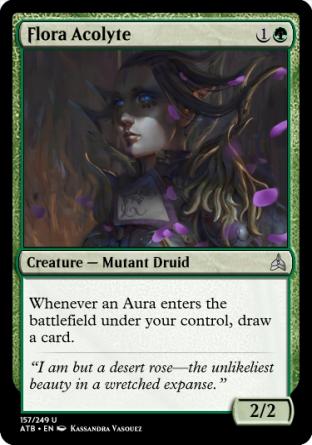 Flora Acolyte 1
Creature — Mutant Druid
Whenever an Aura enters the
battlefield under your control, draw
a card.
“I am but a desert rose—the unlikeliest
beauty in a wretched expanse.”
2/2
157/249 U
ATB • EN Kassandra Vasquez